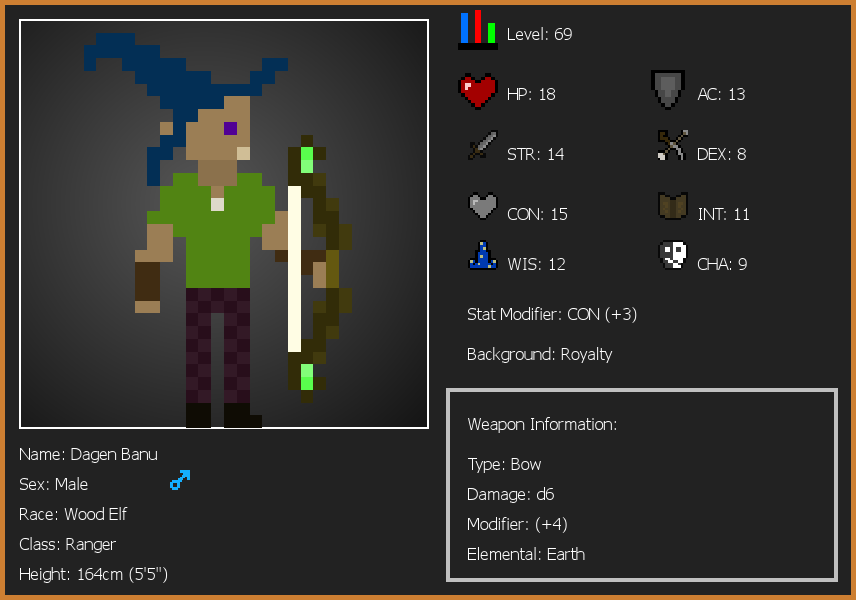 Level: 69
HP: 18
AC: 13
STR: 14
DEX: 8
CON: 15
INT: 11
WIS: 12
CHA: 9
Stat Modifier: CON (+3)
Background: Royalty
Weapon Information:
Type: Bow
Damage: d6
Modifier: (+4)
Elemental: Earth
Name: Dagen Banu
Sex: Male
Race: Wood Elf
Class: Ranger
Height: 164cm (5'5")